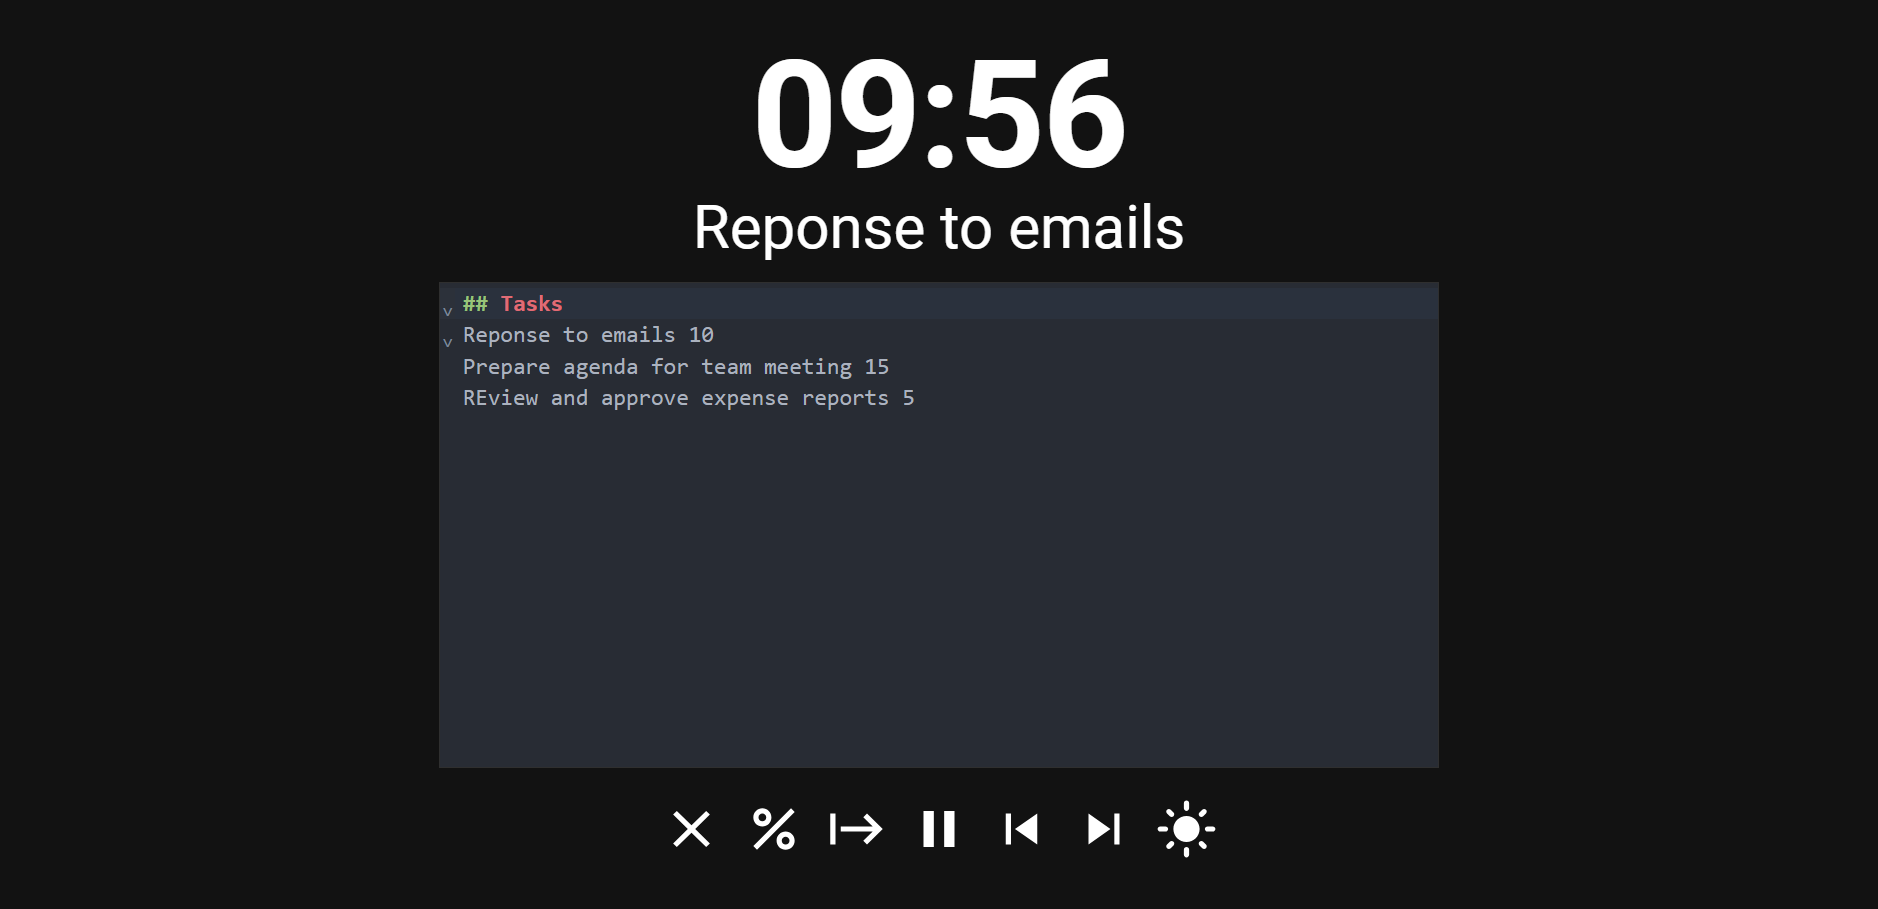 09:56
Reponse to emails
## Tasks
Reponse to emails 10
Prepare agenda for team meeting 15
REview and approve expense reports 5